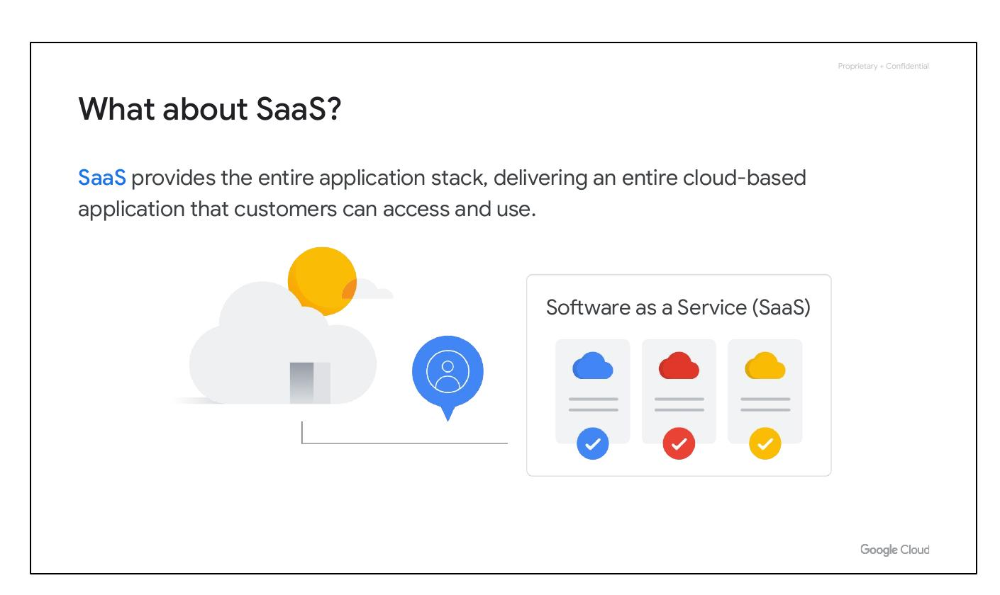 Proprietary + Confidential
What about SaaS?
SaaS provides the entire application stack, delivering an entire cloud-based
application that customers can access and use.
Software as a Service (SaaS)
Google Cloud